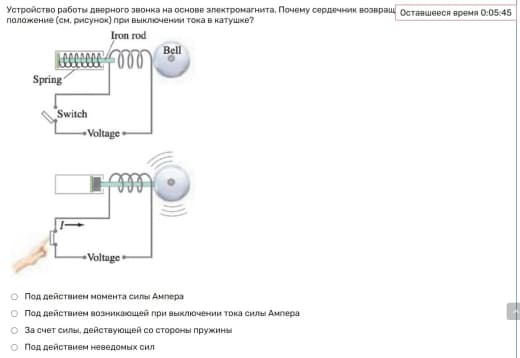 Устройство работы дверного звонка на основе электромагнита. Почему сердечник возвращ
Оставшееся время 0:05:45
положение (см. рисунок) при выключении тока в катушке?
Iron rod
Bell
Spring
Switch
Voltage
I
Voltage
Под действием момента силы Ампера
Под действием возникающей при выключении тока силы Ампера
За счет силы, действующей со стороны пружины
Под действием неведомых сил